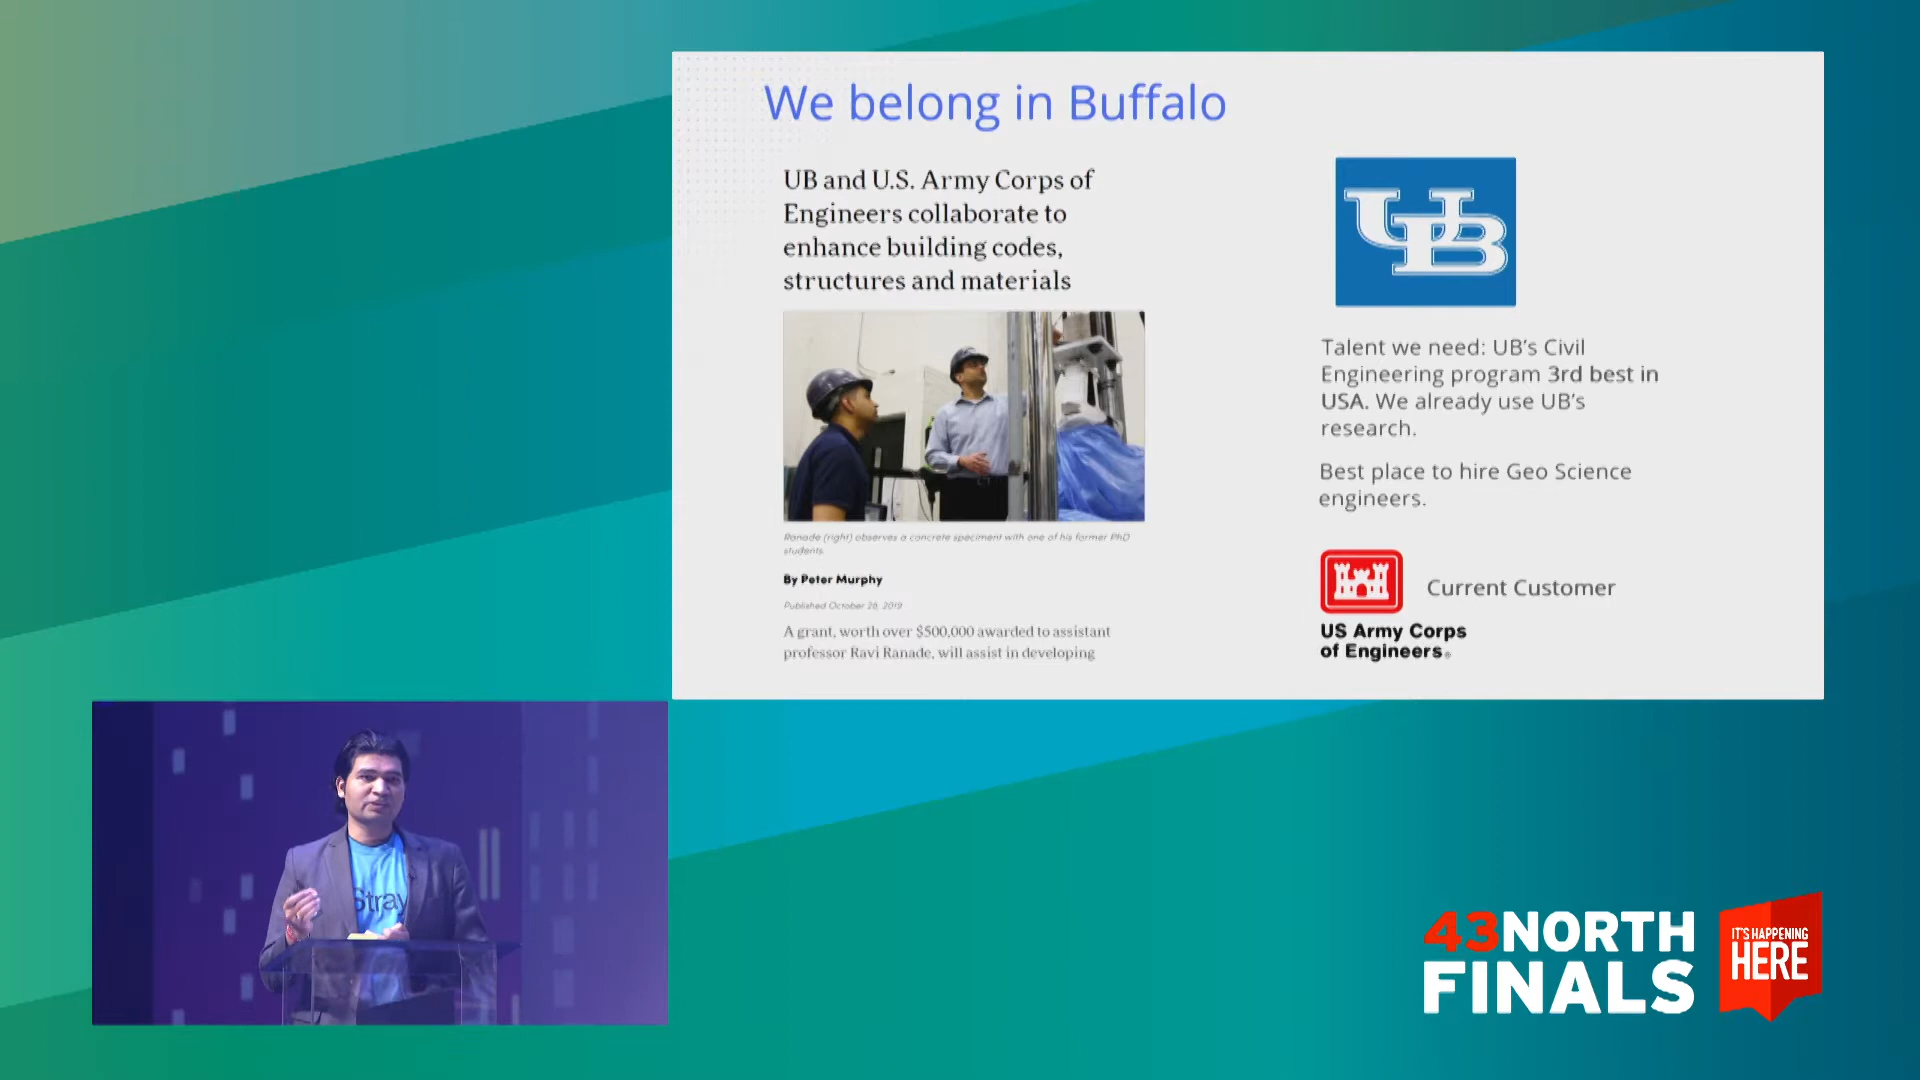 We belong in Buffalo
UB and U.S. Army Corps of
Engineers collaborate to
enhance building codes,
structures and materials
Ranade (right) observes a concrete speciment with one of his former PhD
students.
By Peter Murphy
Published October 28, 2019
A grant, worth over $500,000 awarded to assistant
professor Ravi Ranade, will assist in developing
UB
Talent we need: UB's Civil
Engineering program 3rd best in
USA. We already use UB's
research.
Best place to hire Geo Science
engineers.
Current Customer
US Army Corps
of Engineers®
Stray
43NORTH
FINALS
IT'S HAPPENING
HERE